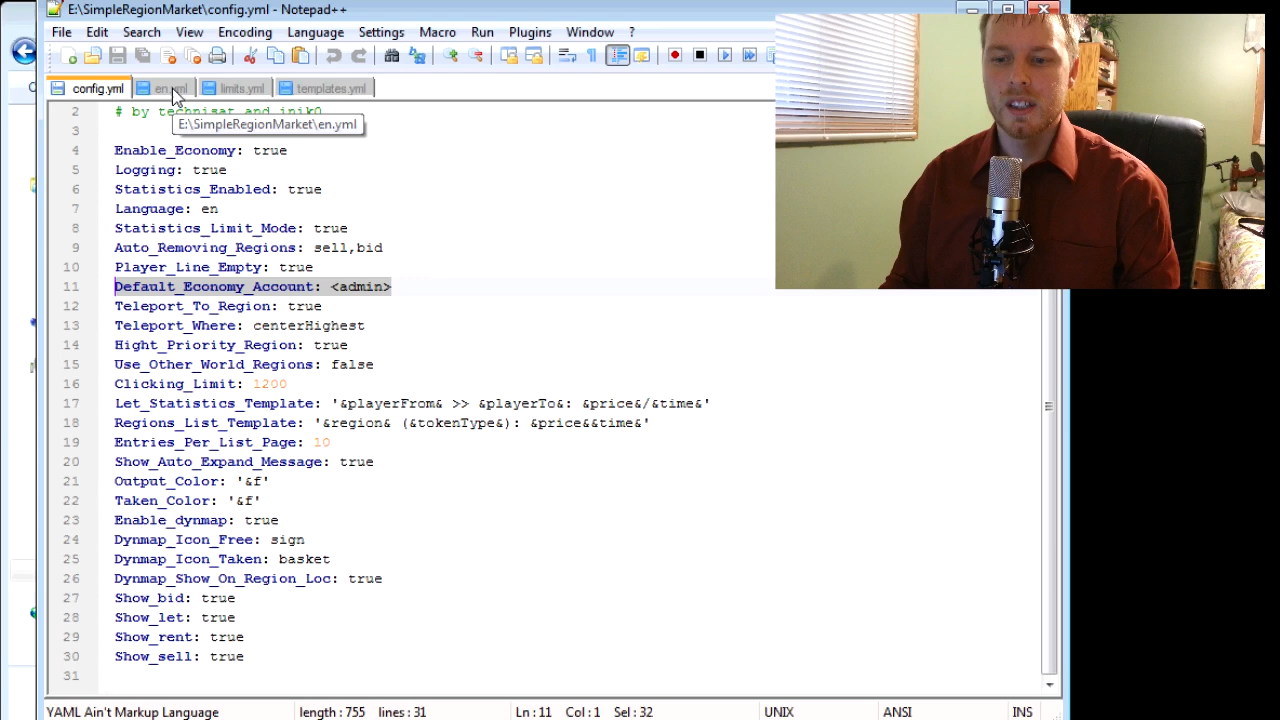 E:\SimpleRegionMarket\config.yml - Notepad++
File Edit Search View Encoding Language Settings Macro Run Plugins Window ?
config.yml en.yml limits.yml templates.yml
2 # by technisat and inik0
E:\SimpleRegionMarket\en.yml
3
4 Enable_Economy: true
5 Logging: true
6 Statistics_Enabled: true
7 Language: en
8 Statistics_Limit_Mode: true
9 Auto_Removing_Regions: sell,bid
10 Player_Line_Empty: true
11 Default_Economy_Account: <admin>
12 Teleport_To_Region: true
13 Teleport_Where: centerHighest
14 Hight_Priority_Region: true
15 Use_Other_World_Regions: false
16 Clicking_Limit: 1200
17 Let_Statistics_Template: '&playerFrom& >> &playerTo&: &price&/&time&'
18 Regions_List_Template: '&region& (&tokenType&): &price&&time&'
19 Entries_Per_List_Page: 10
20 Show_Auto_Expand_Message: true
21 Output_Color: '&f'
22 Taken_Color: '&f'
23 Enable_dynmap: true
24 Dynmap_Icon_Free: sign
25 Dynmap_Icon_Taken: basket
26 Dynmap_Show_On_Region_Loc: true
27 Show_bid: true
28 Show_let: true
29 Show_rent: true
30 Show_sell: true
31
YAML Ain't Markup Language length : 755 lines : 31 Ln : 11 Col : 1 Sel : 32 UNIX ANSI INS